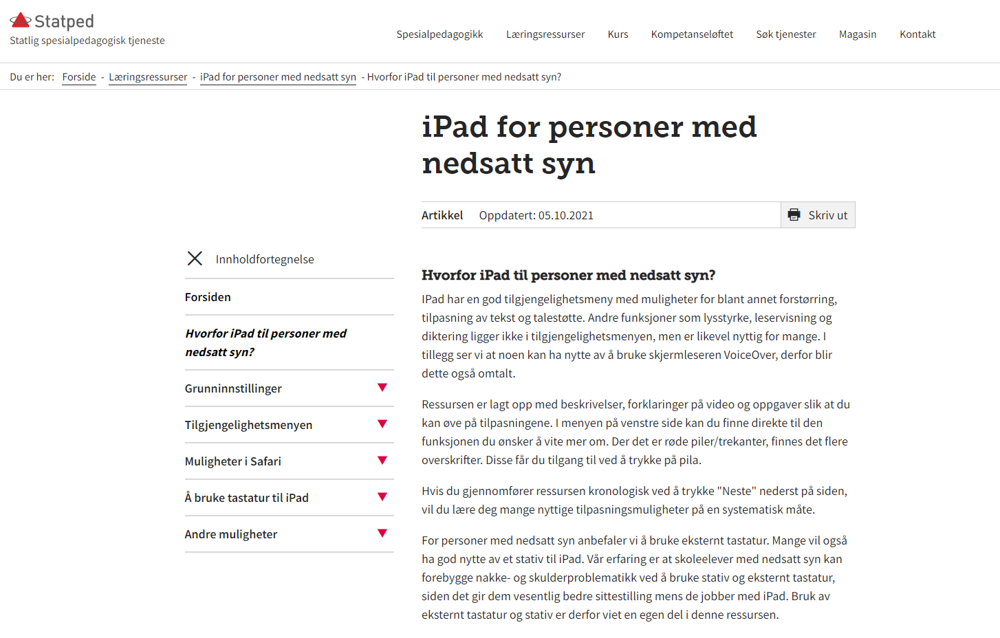 Statped
Statlig spesialpedagogisk tjeneste
Spesialpedagogikk Læringsressurser Kurs Kompetanseløftet Søk tjenester Magasin Kontakt
Du er her: Forside - Læringsressurser - iPad for personer med nedsatt syn - Hvorfor iPad til personer med nedsatt syn?
iPad for personer med
nedsatt syn
Artikkel Oppdatert: 05.10.2021 Skriv ut
Innholdfortegnelse
Forsiden
Hvorfor iPad til personer med
nedsatt syn?
Grunninnstillinger
Tilgjengelighetsmenyen
Muligheter i Safari
Å bruke tastatur til iPad
Andre muligheter
Hvorfor iPad til personer med nedsatt syn?
IPad har en god tilgjengelighetsmeny med muligheter for blant annet forstørring,
tilpasning av tekst og talestøtte. Andre funksjoner som lysstyrke, leservisning og
diktering ligger ikke i tilgjengelighetsmenyen, men er likevel nyttig for mange. I
tillegg ser vi at noen kan ha nytte av å bruke skjermleseren VoiceOver, derfor blir
dette også omtalt.
Ressursen er lagt opp med beskrivelser, forklaringer på video og oppgaver slik at du
kan øve på tilpasningene. I menyen på venstre side kan du finne direkte til den
funksjonen du ønsker å vite mer om. Der det er røde piler/trekanter, finnes det flere
overskrifter. Disse får du tilgang til ved å trykke på pila.
Hvis du gjennomfører ressursen kronologisk ved å trykke "Neste" nederst på siden,
vil du lære deg mange nyttige tilpasningsmuligheter på en systematisk måte.
For personer med nedsatt syn anbefaler vi å bruke eksternt tastatur. Mange vil også
ha god nytte av et stativ til iPad. Vår erfaring er at skoleelever med nedsatt syn kan
forebygge nakke- og skulderproblematikk ved å bruke stativ og eksternt tastatur,
siden det gir dem vesentlig bedre sittestilling mens de jobber med iPad. Bruk av
eksternt tastatur og stativ er derfor viet en egen del i denne ressursen.